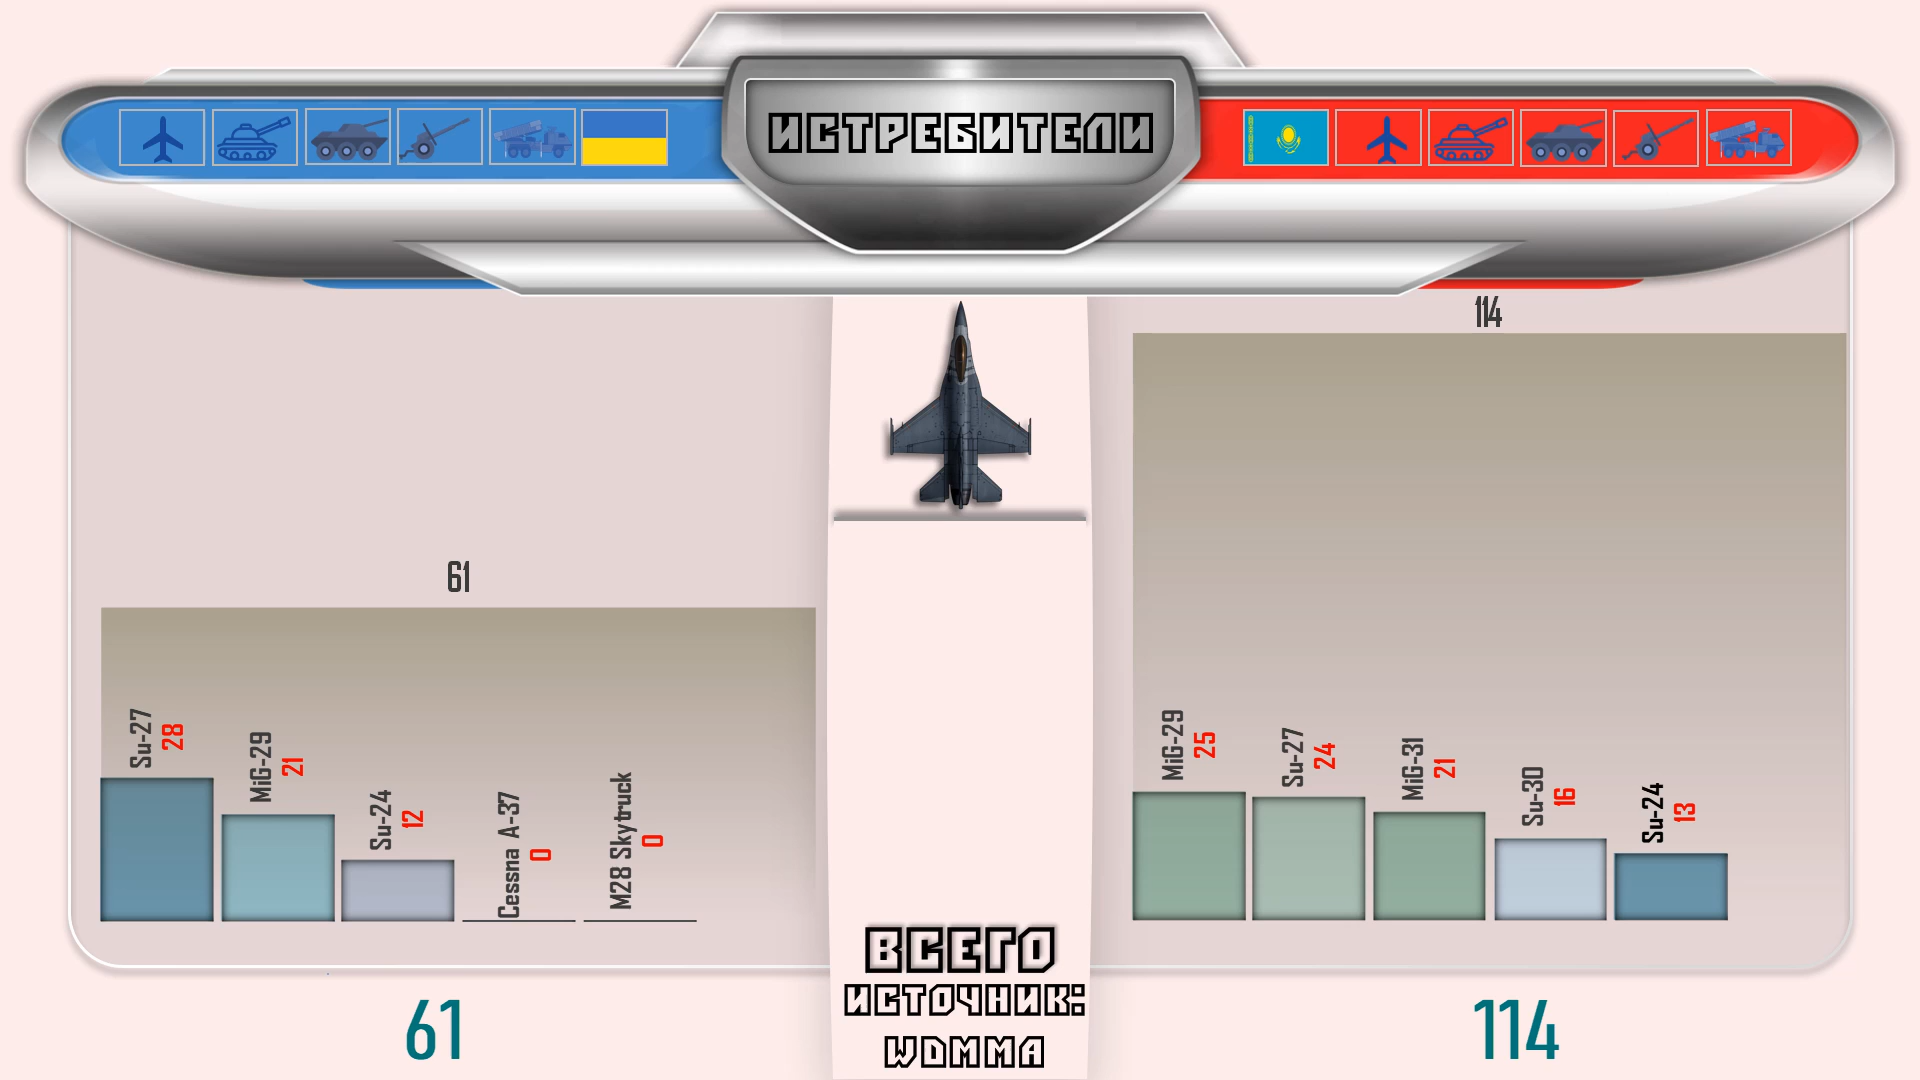 ИСТРЕБИТЕЛИ
114
61
Su-27
28
MiG-29
21
Su-24
12
Cessna A-37
0
M28 Skytruck
0
MiG-29
25
Su-27
24
MiG-31
21
Su-30
16
Su-24
13
ВСЕГО
ИСТОЧНИК:
WDMMA
61
114